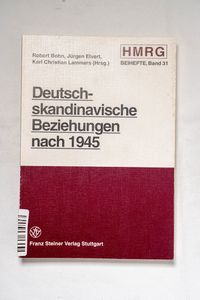 Robert Bohn, Jürgen Elvert,
Karl Christian Lammers (Hrsg.)
HMRG
BEIHEFTE, Band 31
Deutsch-
skandinavische
Beziehungen
nach 1945
Franz Steiner Verlag Stuttgart